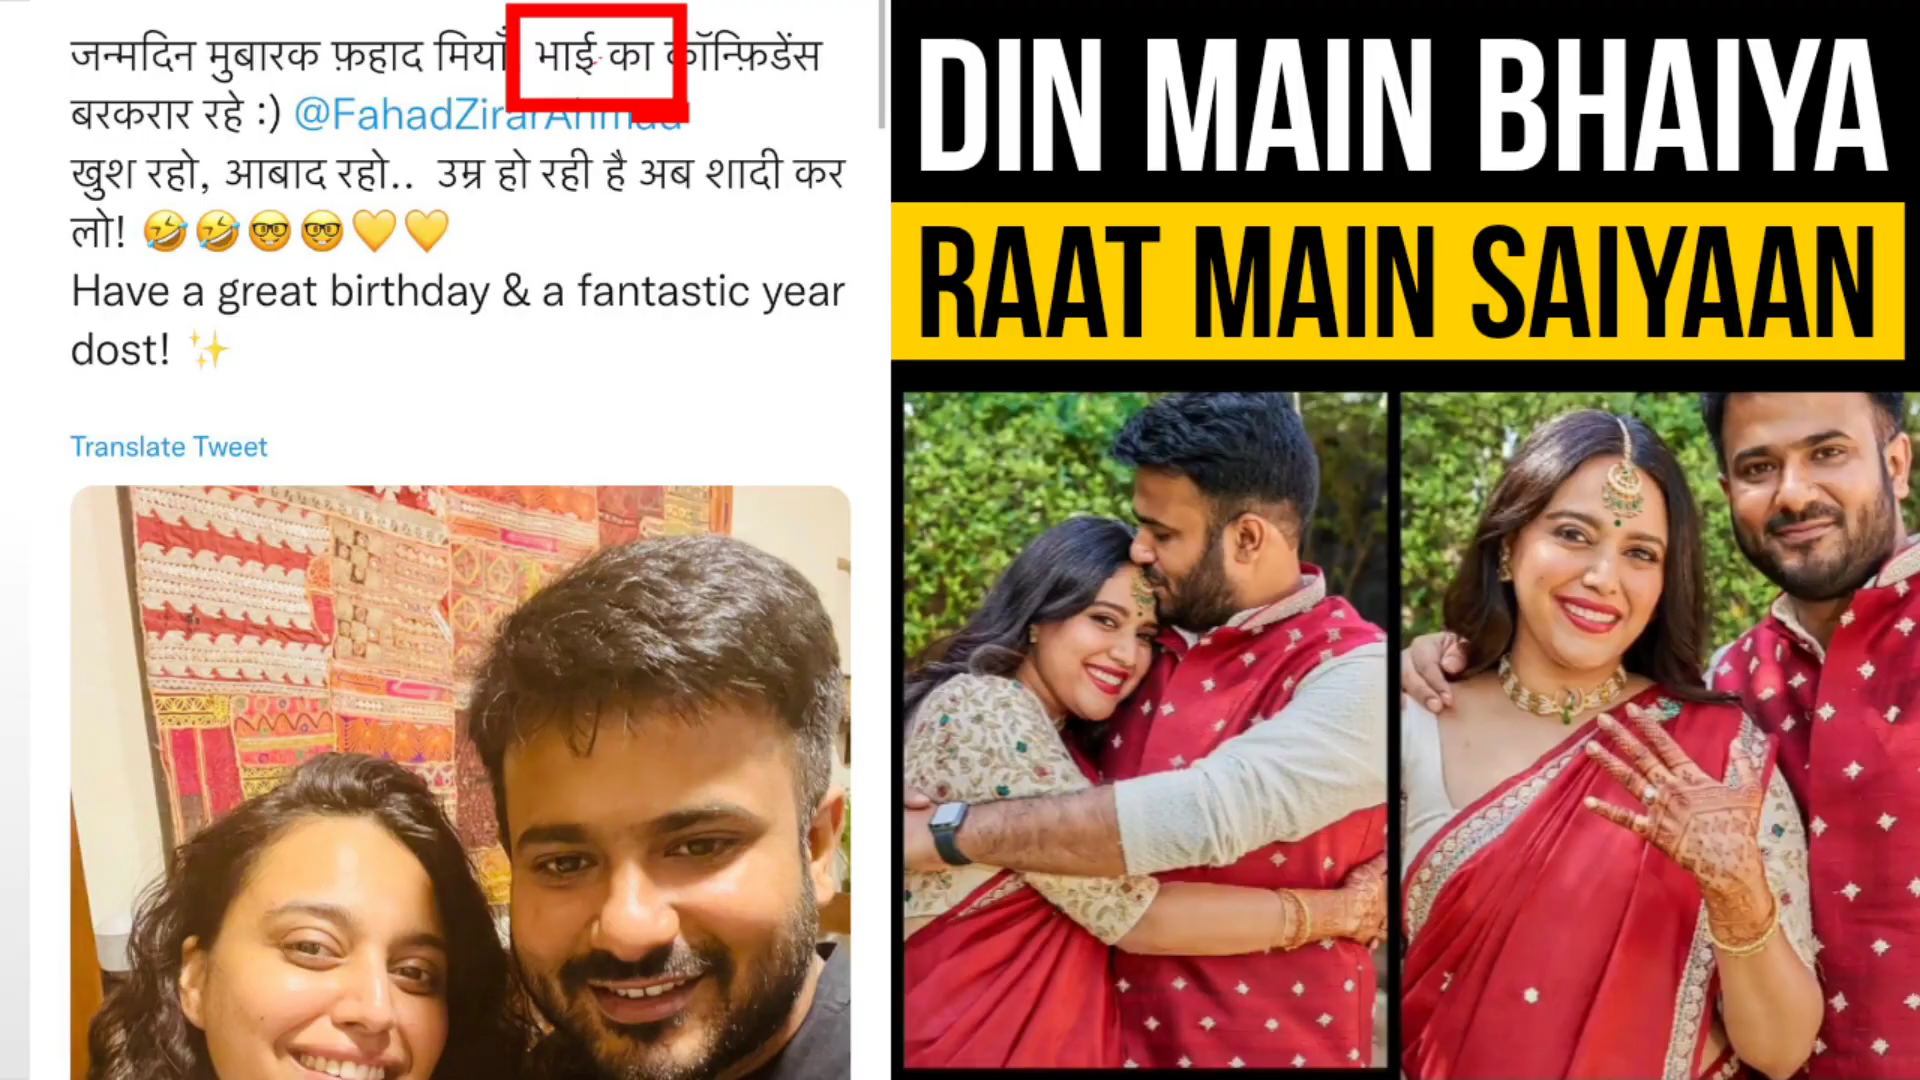 जन्मदिन मुबारक फ़हाद मियाँ भाई का कॉन्फ़िडेंस
बरकरार रहे :) @FahadZirarAhmad
खुश रहो, आबाद रहो.. उम्र हो रही है अब शादी कर
लो! 🤣🤣🤓🤓💛💛
Have a great birthday & a fantastic year
dost! ✨
Translate Tweet
DIN MAIN BHAIYA
RAAT MAIN SAIYAAN